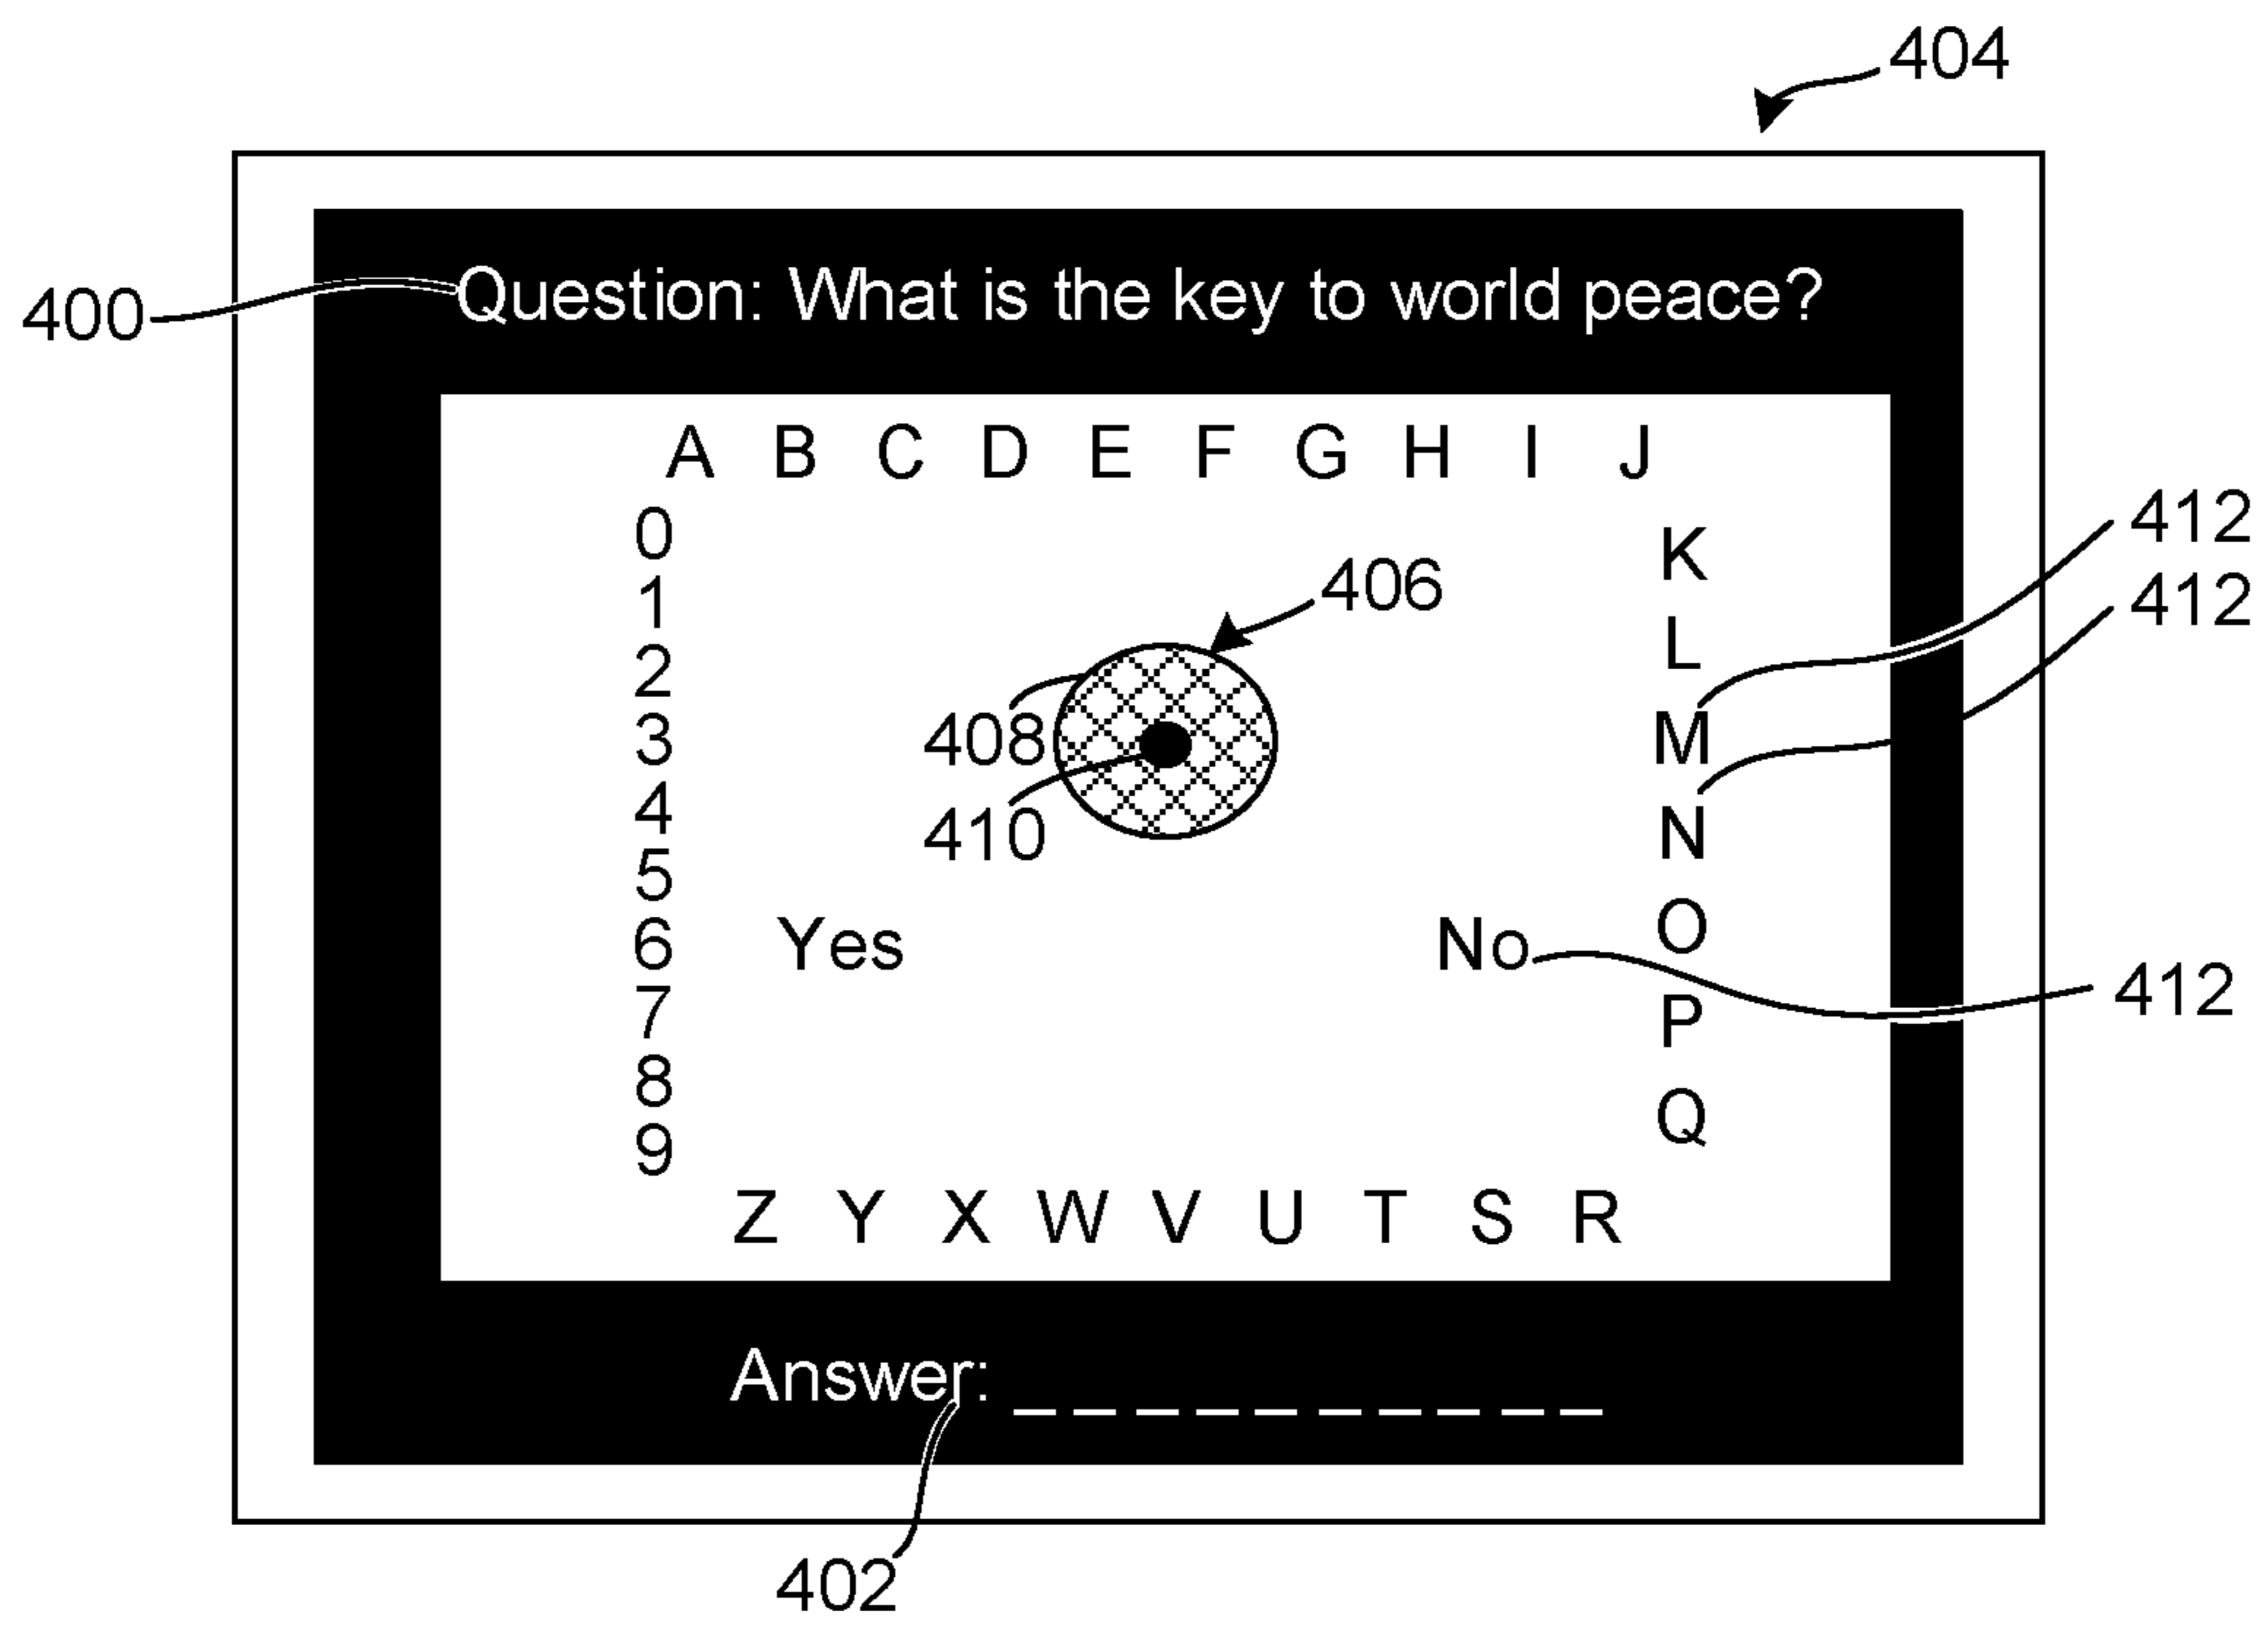 404
400
Question: What is the key to world peace?
A B C D E F G H I J
0
K
412
1
406
412
2
L
408
3
M
4
410
N
5
6
Yes
No
O
412
7
P
8
Q
9
Z Y X W V U T S R
Answer: _ _ _ _ _ _ _ _ _ _
402